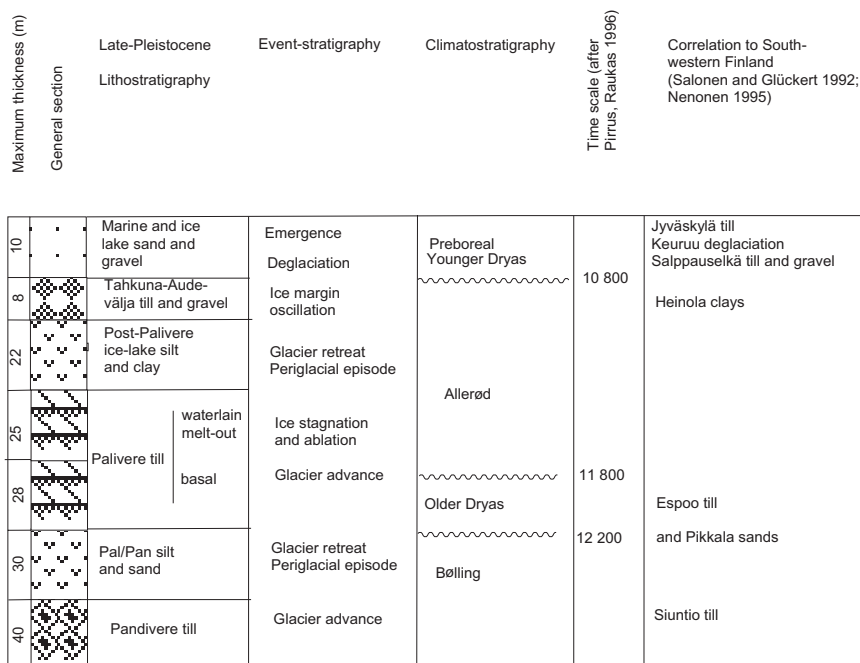 Maximum thickness (m)
General section
Late-Pleistocene
Lithostratigraphy
Event-stratigraphy
Climatostratigraphy
Time scale (after
Pirrus, Raukas 1996)
Correlation to South-
western Finland
(Salonen and Glückert 1992;
Nenonen 1995)
10
Marine and ice
lake sand and
gravel
Emergence
Deglaciation
Preboreal
Younger Dryas
10 800
Jyväskylä till
Keuruu deglaciation
Salppauselkä till and gravel
8
Tahkuna-Aude-
välja till and gravel
Ice margin
oscillation
Heinola clays
22
Post-Palivere
ice-lake silt
and clay
Glacier retreat
Periglacial episode
Allerød
25
Palivere till
waterlain
melt-out
Ice stagnation
and ablation
28
basal
Glacier advance
11 800
Older Dryas
Espoo till
12 200
and Pikkala sands
30
Pal/Pan silt
and sand
Glacier retreat
Periglacial episode
Bølling
40
Pandivere till
Glacier advance
Siuntio till